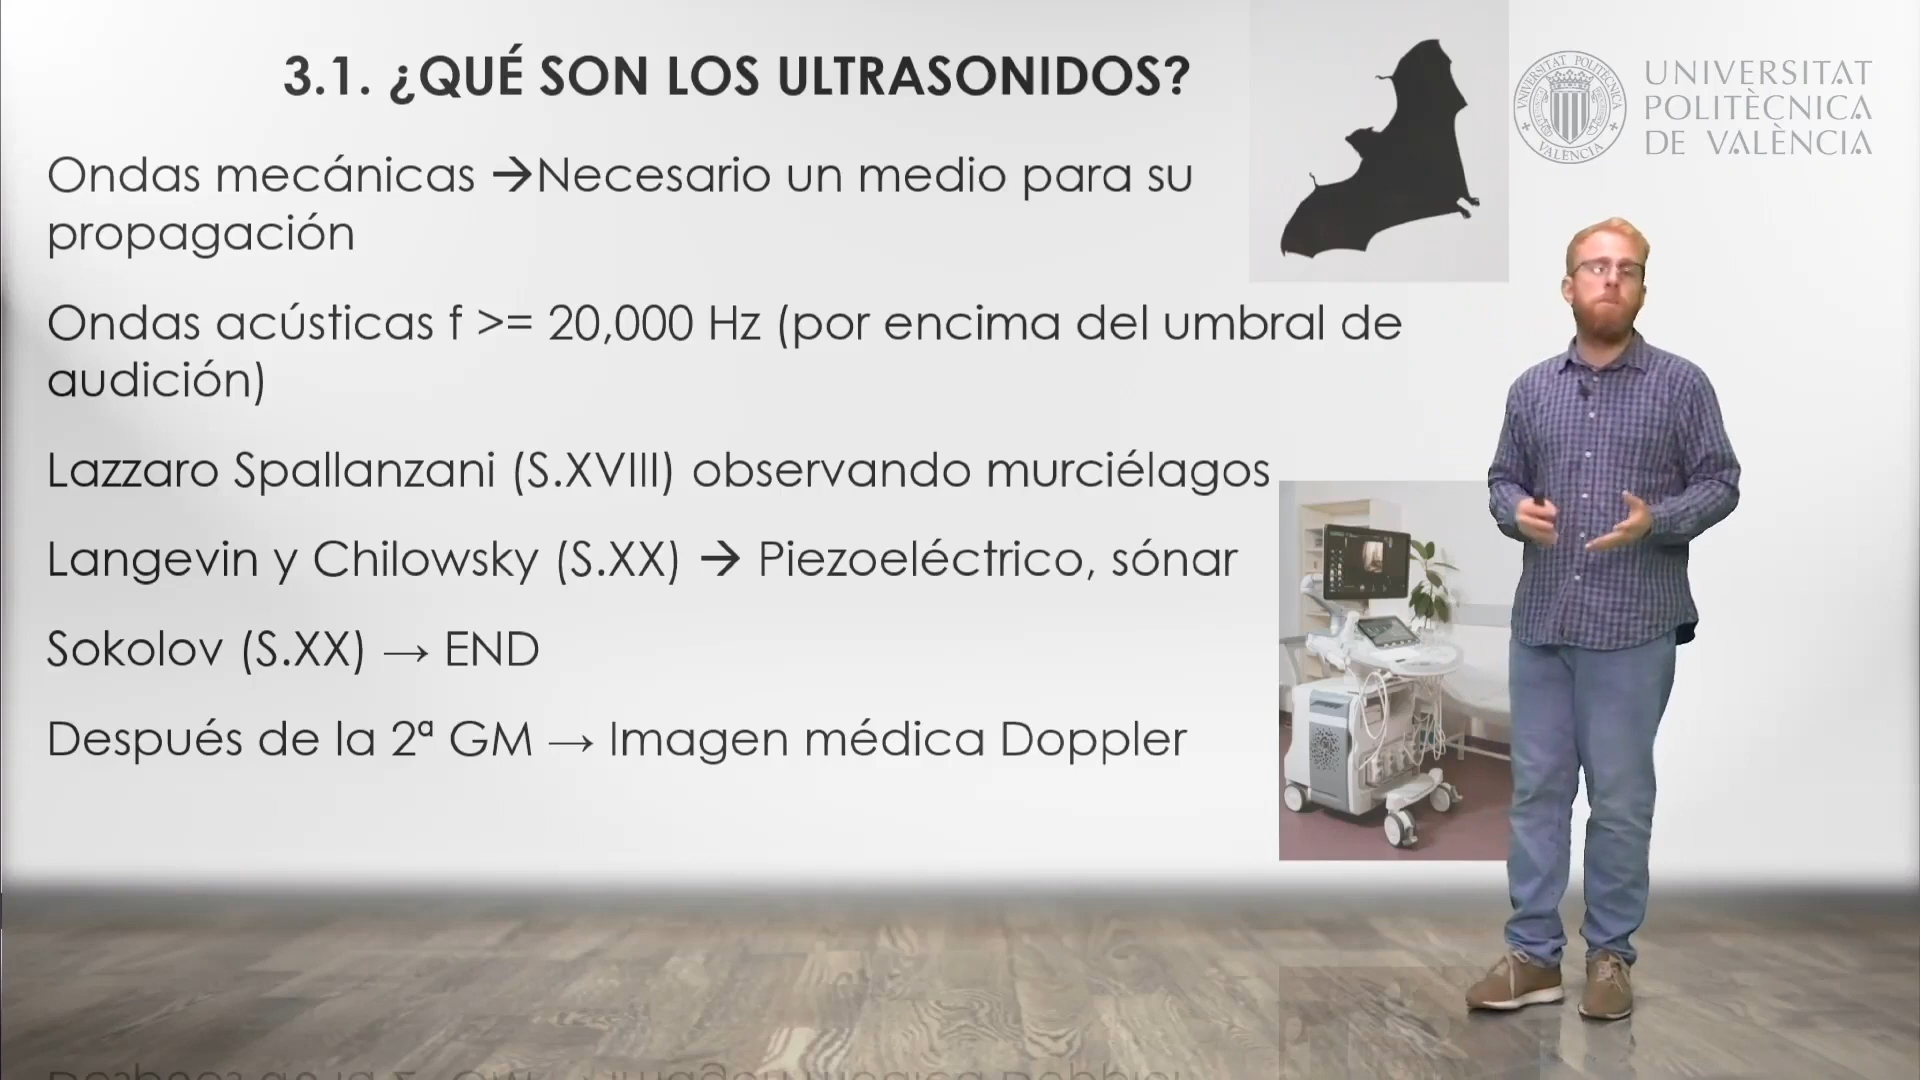 3.1. ¿QUÉ SON LOS ULTRASONIDOS?
UNIVERSITAT
POLITÈCNICA
DE VALÈNCIA
Ondas mecánicas →Necesario un medio para su
propagación
Ondas acústicas f >= 20,000 Hz (por encima del umbral de
audición)
Lazzaro Spallanzani (S.XVIII) observando murciélagos
Langevin y Chilowsky (S.XX) → Piezoeléctrico, sónar
Sokolov (S.XX) → END
Después de la 2ª GM → Imagen médica Doppler